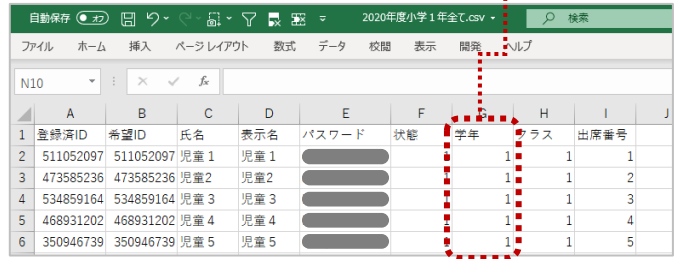 自動保存 オフ 2020年度小学1年全て.csv 検索
ファイル ホーム 挿入 ページ レイアウト 数式 データ 校閲 表示 開発 ヘルプ
N10 fx
A B C D E F G H I J
1 登録済ID 希望ID 氏名 表示名 パスワード 状態 学年 クラス 出席番号
2 511052097 511052097 児童 1 児童 1 1 1 1 1
3 473585236 473585236 児童2 児童2 1 1 1 2
4 534859164 534859164 児童 3 児童 3 1 1 1 3
5 468931202 468931202 児童 4 児童 4 1 1 1 4
6 350946739 350946739 児童 5 児童 5 1 1 1 5